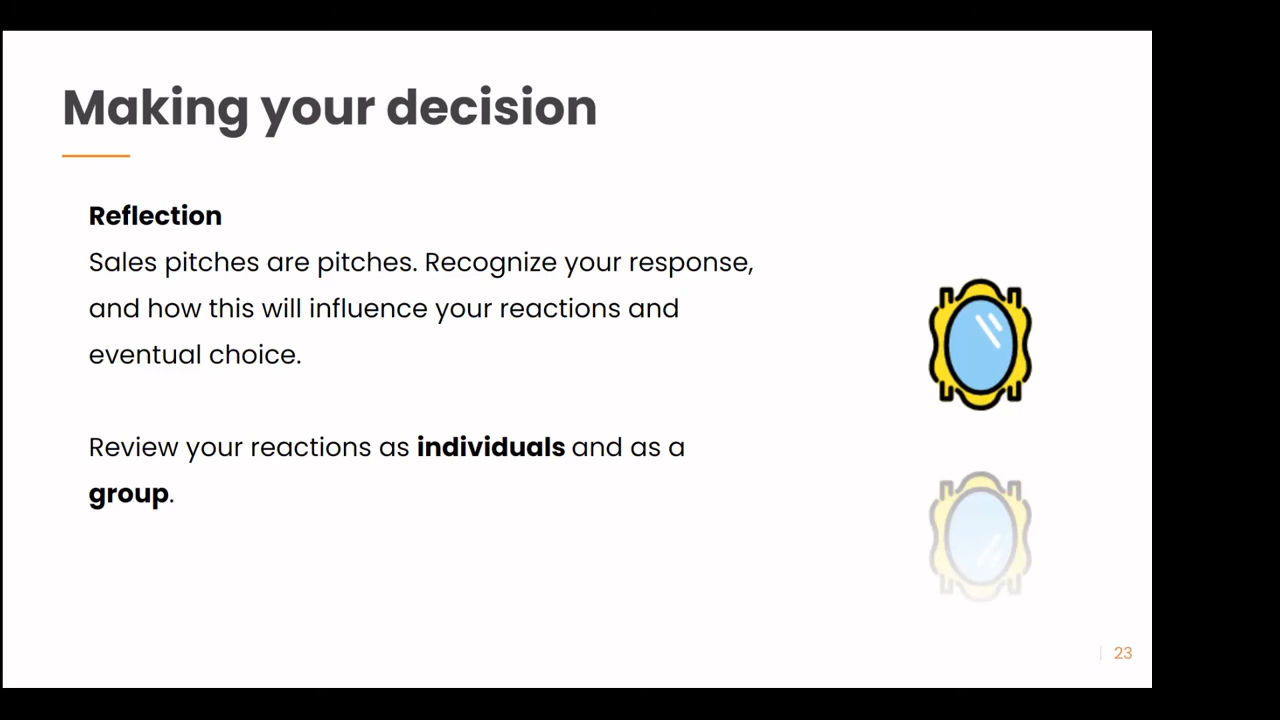 Making your decision
Reflection
Sales pitches are pitches. Recognize your response,
and how this will influence your reactions and
eventual choice.
Review your reactions as individuals and as a
group.
23